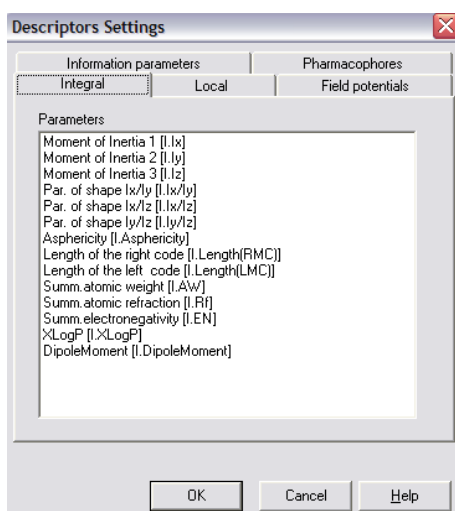 Descriptors Settings
Information parameters
Pharmacophores
Integral
Local
Field potentials
Parameters
Moment of Inertia 1 [I.Ix]
Moment of Inertia 2 [I.Iy]
Moment of Inertia 3 [I.Iz]
Par. of shape Ix/Iy [I.Ix/Iy]
Par. of shape Ix/Iz [I.Ix/Iz]
Par. of shape Iy/Iz [I.Iy/Iz]
Asphericity [I.Asphericity]
Length of the right code [I.Length(RMC)]
Length of the left  code [I.Length(LMC)]
Summ.atomic weight [I.AW]
Summ.atomic refraction [I.Rf]
Summ.electronegativity [I.EN]
XLogP [I.XLogP]
DipoleMoment [I.DipoleMoment]
OK
Cancel
Help